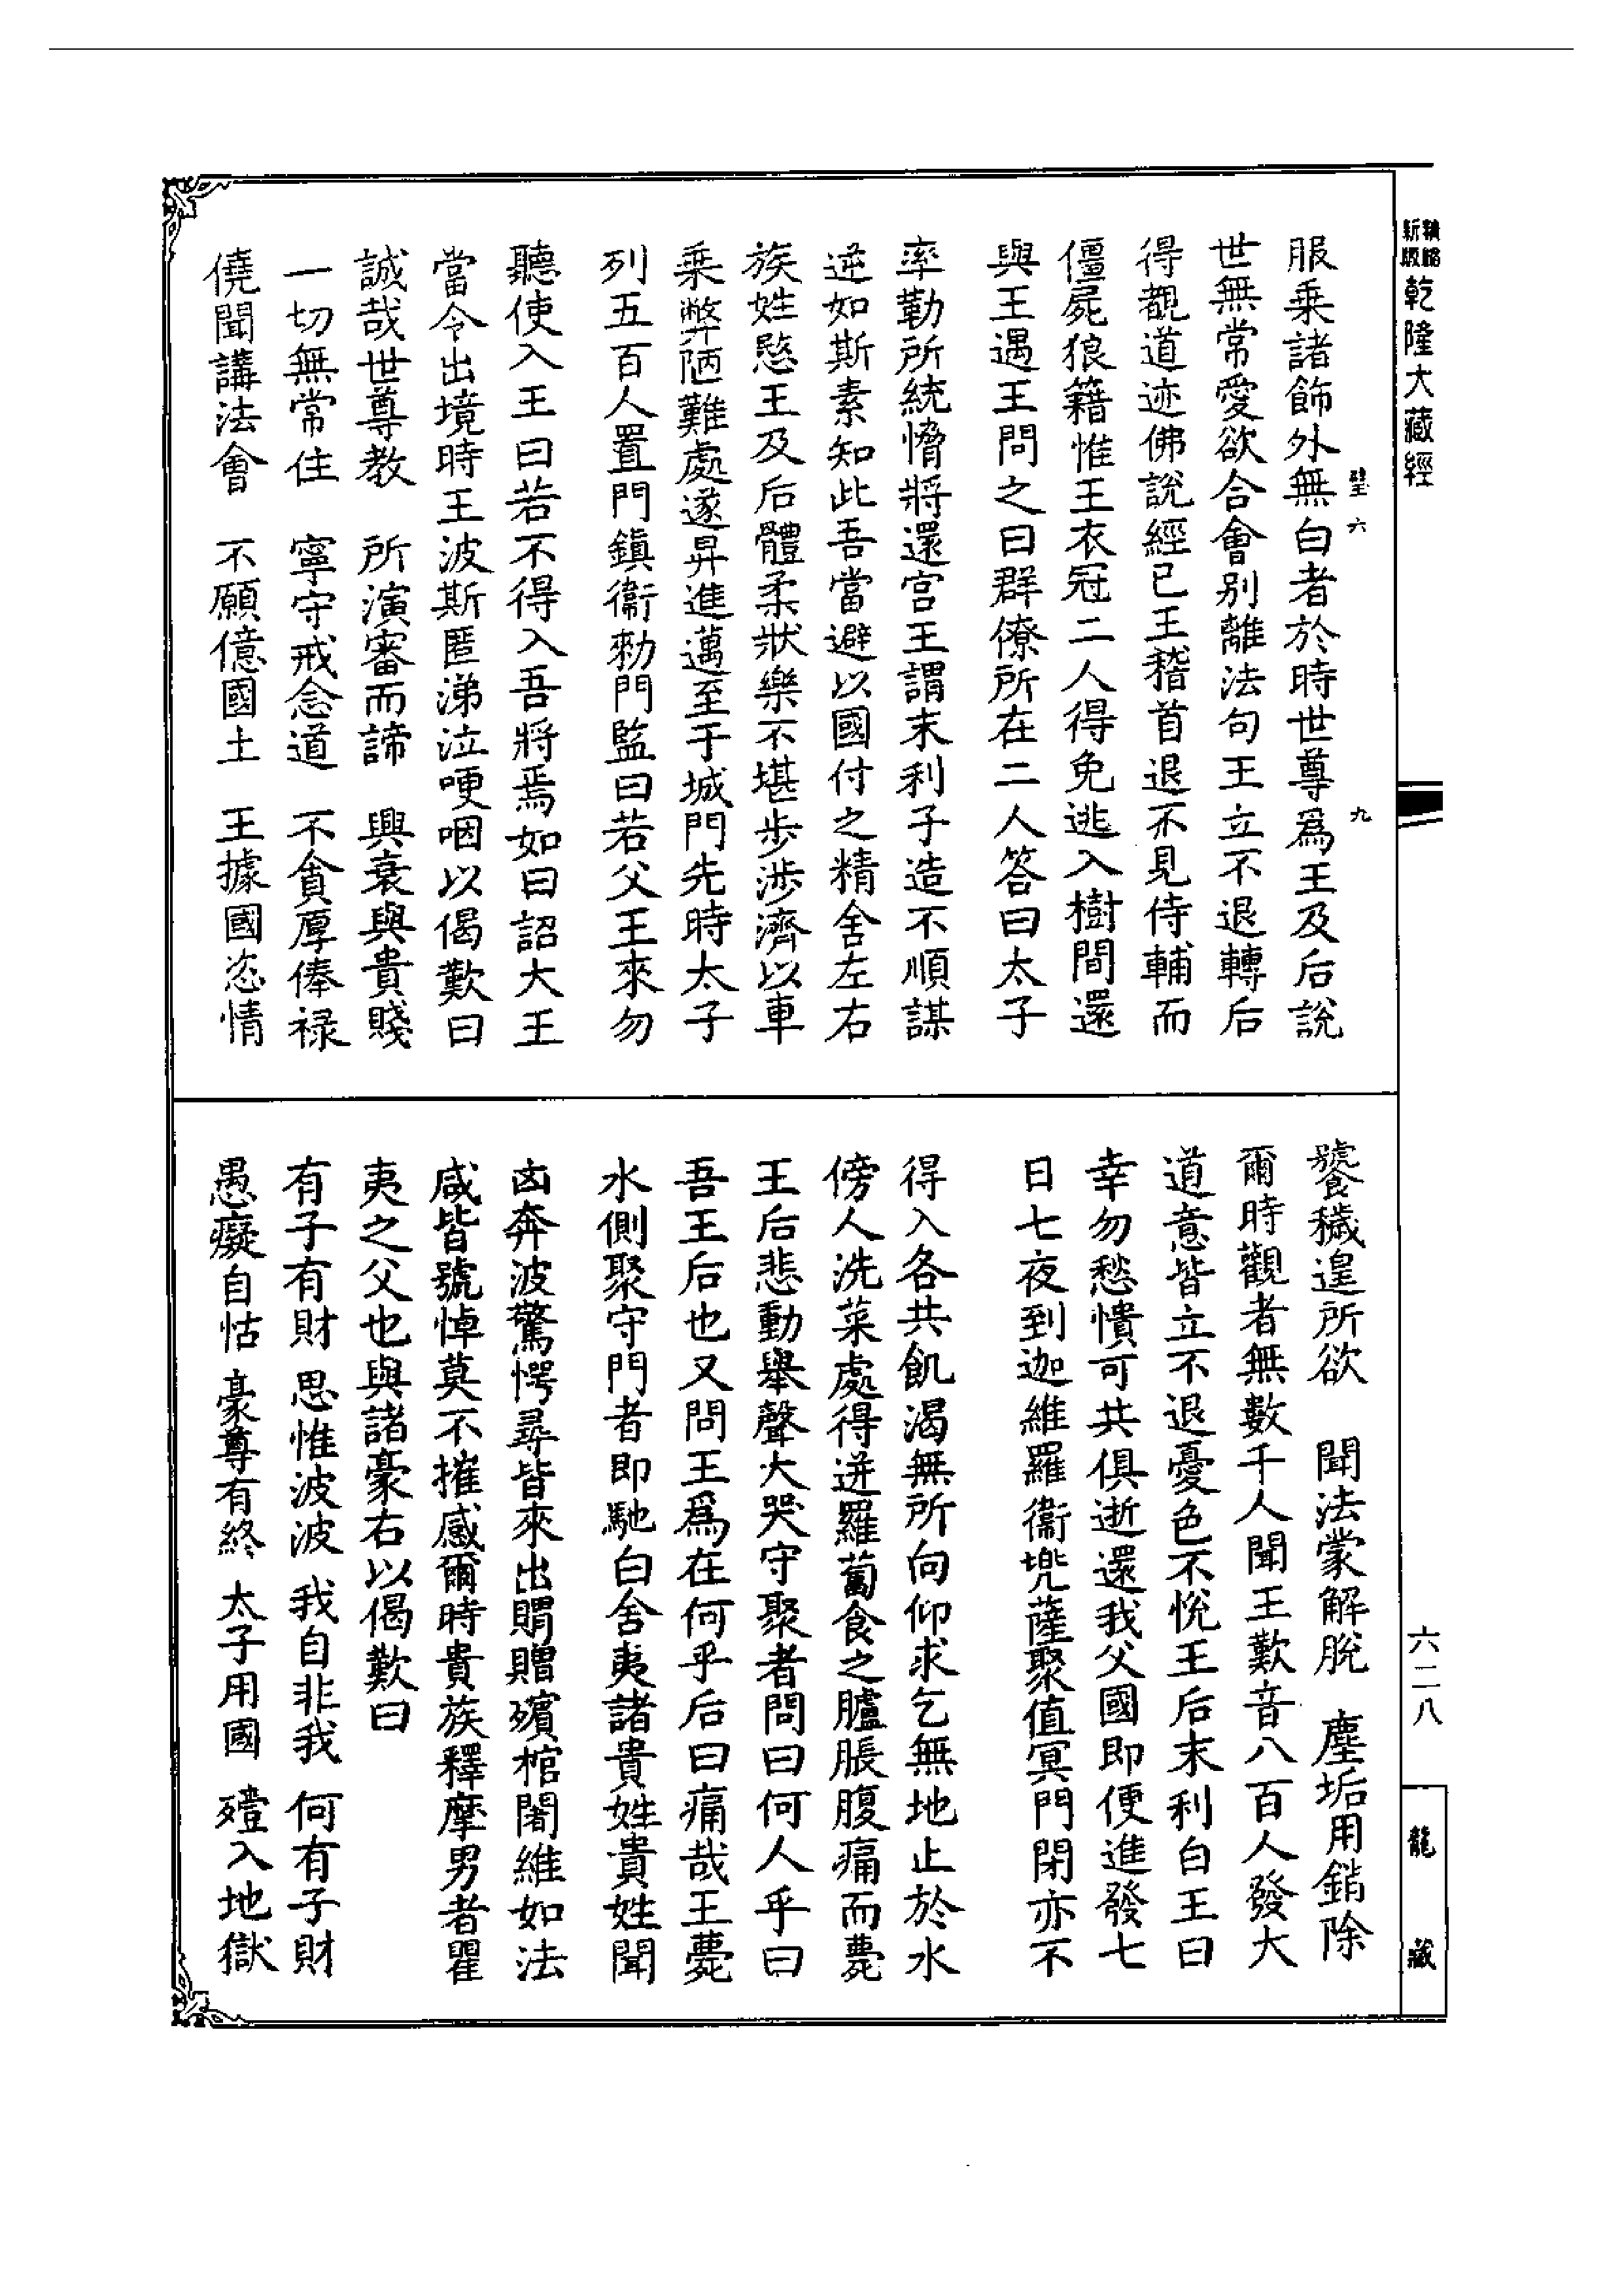 新版精縮乾隆大藏經
璧六 九
服乘諸飾外無白者於時世尊爲王及后說
世無常愛欲合會别離法句王立不退轉后
得覩道迹佛說經已王稽首退不見侍輔而
僵屍狼籍惟王衣冠二人得免逃入樹間還
與王遇王問之曰群僚所在二人答曰太子
率勒所統脅將還宮王謂末利子造不順謀
逆如斯素知此吾當避以國付之精舍左右
族姓愍王及后體柔狀樂不堪步涉濟以車
乘弊陋難處遂昇進邁至于城門先時太子
列五百人置門鎮衞勑門監曰若父王來勿
聽使入王曰若不得入吾將焉如曰詔大王
當令出境時王波斯匿涕泣哽咽以偈歎曰
誠哉世尊教　所演審而諦　興衰與貴賤
一切無常住　寧守戒念道　不貪厚俸禄
僥聞講法會　不願億國土　王據國恣情
饕穢遑所欲　聞法蒙解脫　塵垢用銷除
爾時觀者無數千人聞王歎音八百人發大
道意皆立不退憂色不悅王后末利白王曰
幸勿愁憒可共俱逝還我父國即便進發七
日七夜到迦維羅衞兜薩聚值冥門閉亦不
得入各共飢渴無所向仰求乞無地止於水
傍人洗菜處得迸羅蔔食之臚脹腹痛而薨
王后悲動舉聲大哭守聚者問曰何人乎曰
吾王后也又問王爲在何乎后曰痛哉王薨
水側聚守門者即馳白舍夷諸貴姓貴姓聞
凶奔波驚愕尋皆來出賵贈殯棺闍維如法
咸皆號悼莫不摧感爾時貴族釋摩男者瞿
夷之父也與諸豪右以偈歎曰
有子有財　思惟波波　我自非我　何有子財
愚癡自怙　豪尊有終　太子用國　殪入地獄
六二八
龍藏